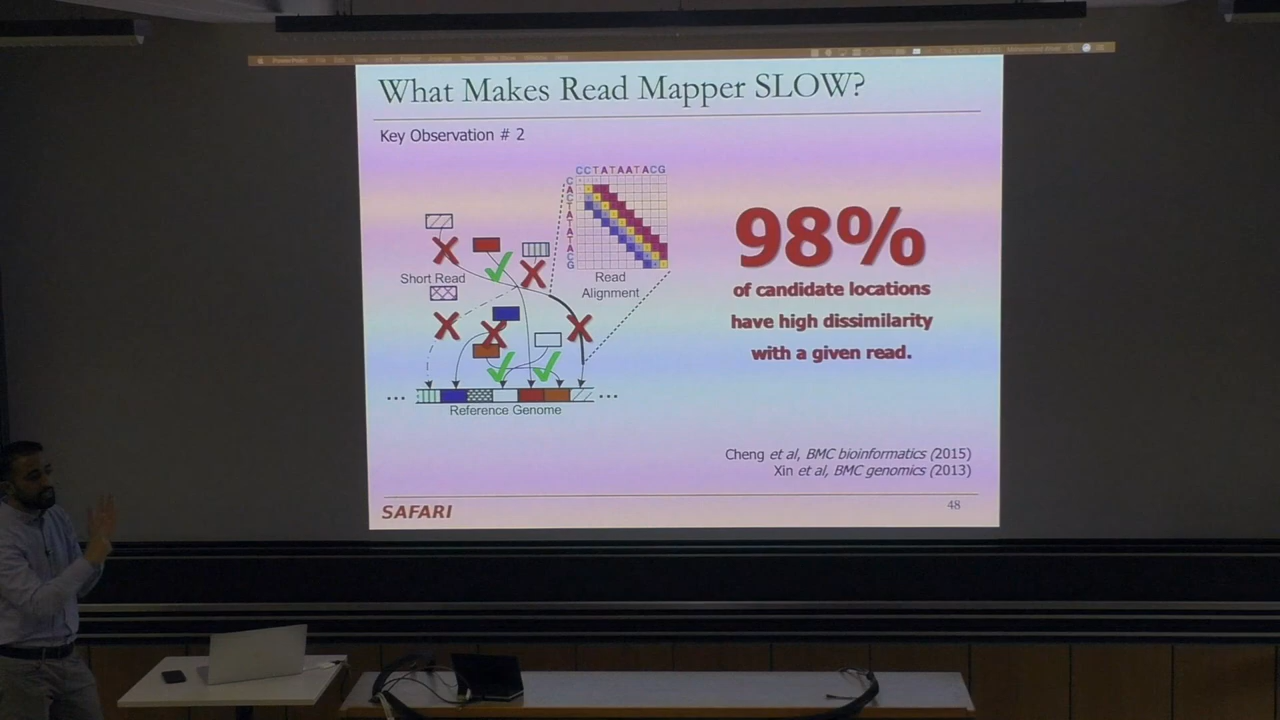 PowerPoint
What Makes Read Mapper SLOW?
Key Observation # 2
CCTATAATACG
C
A
C
T
A
T
A
T
A
C
G
Short Read
Read
Alignment
98%
of candidate locations
have high dissimilarity
with a given read.
... ...
Reference Genome
Cheng et al, BMC bioinformatics (2015)
Xin et al, BMC genomics (2013)
SAFARI
48